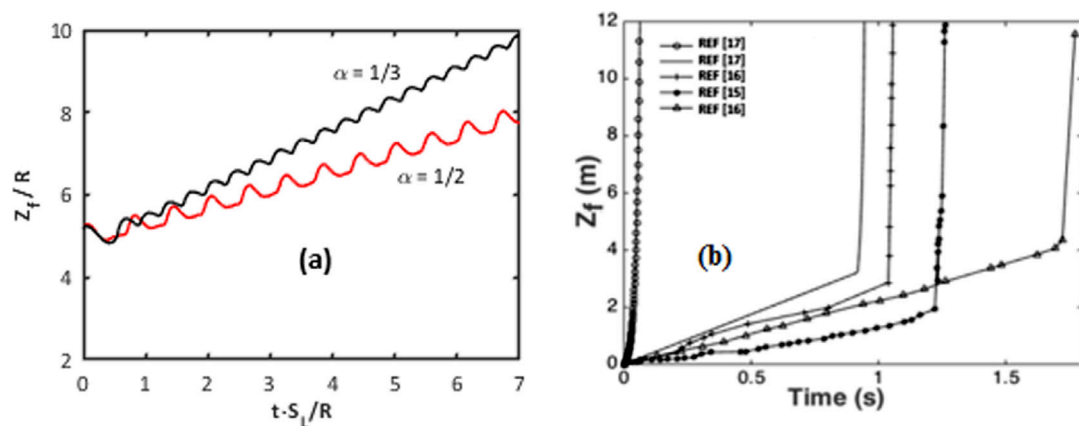 10
8
6
4
2
Z_f / R
α = 1/3
α = 1/2
(a)
0 1 2 3 4 5 6 7
t·S_L/R
(b)
12
10
8
6
4
2
0
Z_f (m)
REF [17]
REF [17]
REF [16]
REF [15]
REF [16]
(b)
0 0.5 1 1.5
Time (s)